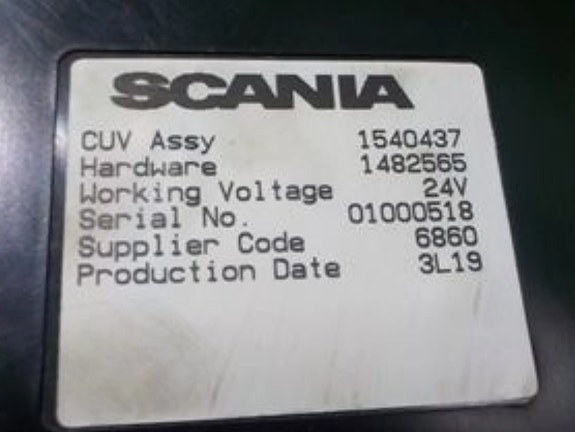 SCANIA
CUV Assy 1540437
Hardware 1482565
Working Voltage 24V
Serial No. 01000518
Supplier Code 6860
Production Date 3L19